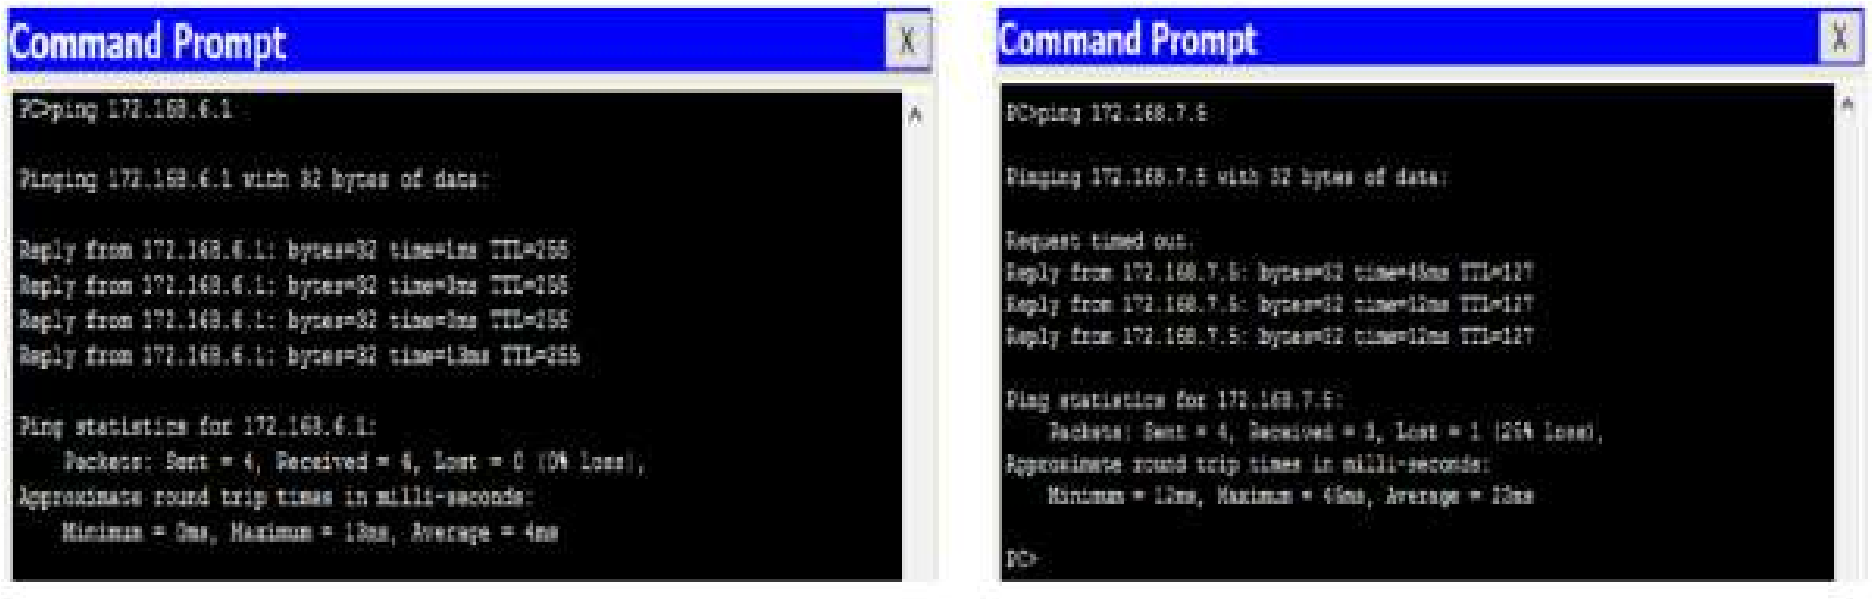 Command Prompt X
PC>ping 172.168.6.1
Pinging 172.168.6.1 with 32 bytes of data:
Reply from 172.168.6.1: bytes=32 time=1ms TTL=255
Reply from 172.168.6.1: bytes=32 time=3ms TTL=255
Reply from 172.168.6.1: bytes=32 TTL=255
Reply from 172.168.6.1: bytes=32 time=13ms TTL=255
Ping statistics for 172.168.6.1:
Packets: Sent = 4, Received = 4, Lost = 0 (0% loss),
Approximate round trip times in milli-seconds:
Minimum = 0ms, Maximum = 13ms, Average = 4ms
Command Prompt X
PC>ping 172.168.7.5
Pinging 172.168.7.5 with 32 bytes of data:
Request timed out.
Reply from 172.168.7.5: bytes=32 time=45ms TTL=127
Reply from 172.168.7.5: bytes=32 time=12ms TTL=127
Reply from 172.168.7.5: bytes=32 time=12ms TTL=127
Ping statistics for 172.168.7.5:
Packets: Sent = 4, Received = 3, Lost = 1 (25% loss),
Approximate round trip times in milli-seconds:
Minimum = 12ms, Maximum = 45ms, Average = 23ms
PC>